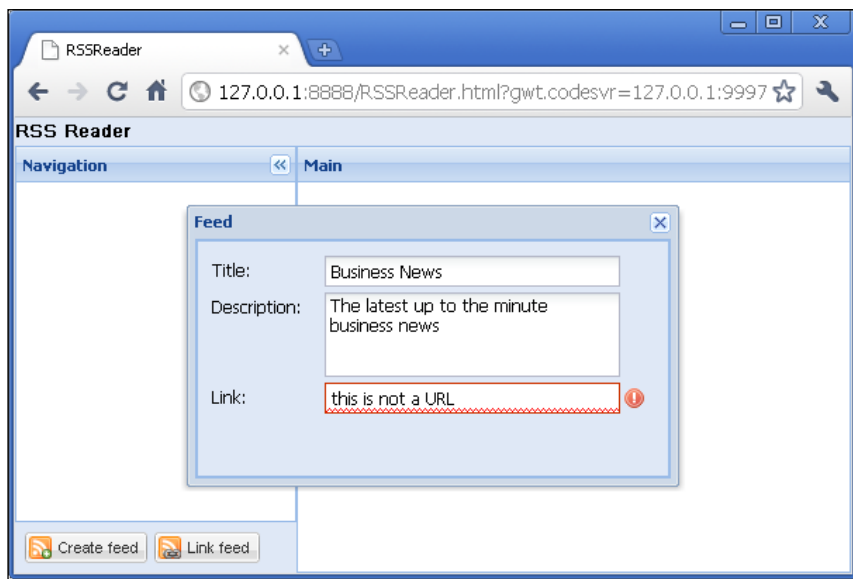 RSSReader
127.0.0.1:8888/RSSReader.html?gwt.codesvr=127.0.0.1:9997
RSS Reader
Navigation
Main
Feed
Title:
Business News
Description:
The latest up to the minute
business news
Link:
this is not a URL
Create feed
Link feed